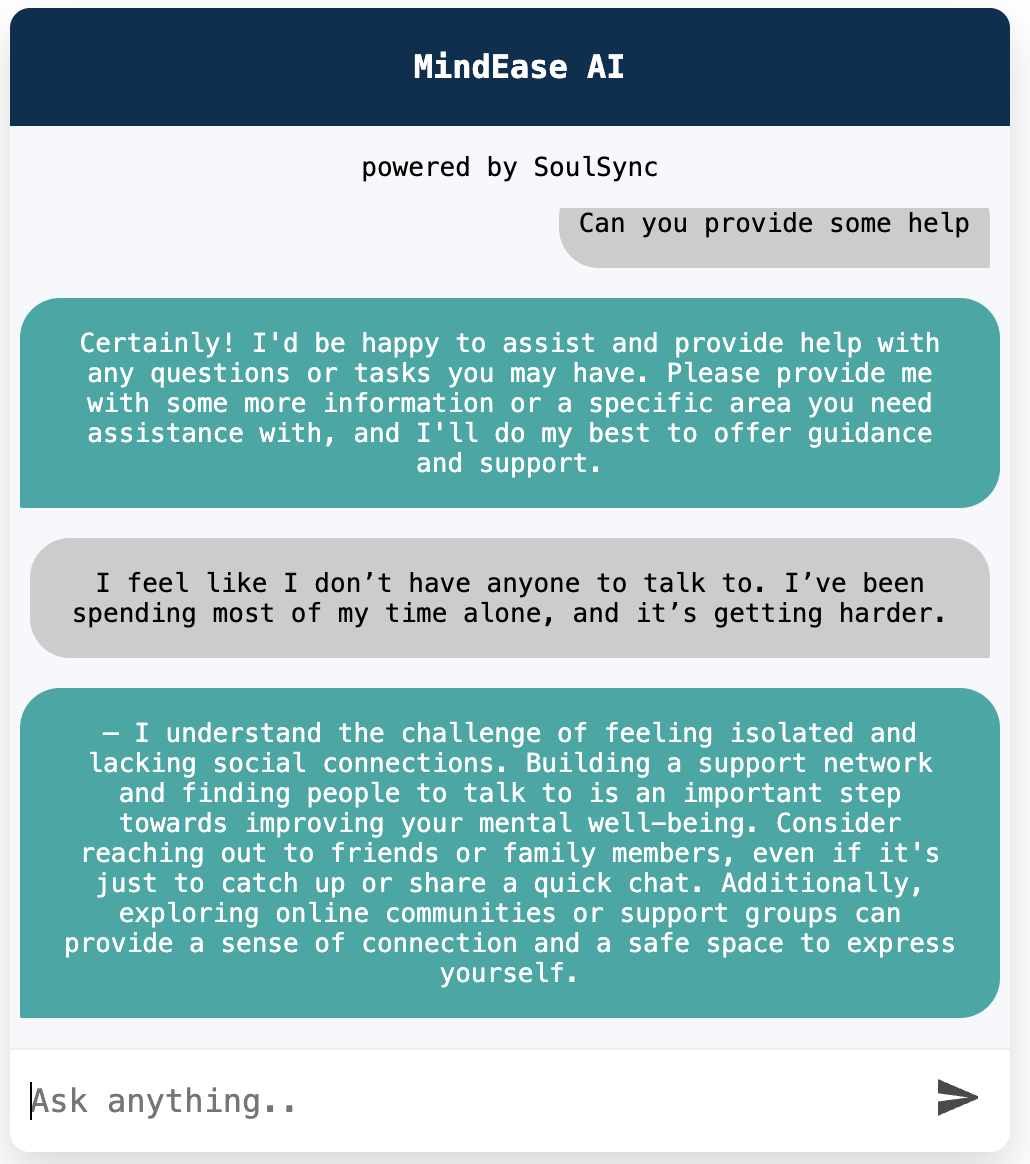 MindEase AI
powered by SoulSync
Can you provide some help
Certainly! I'd be happy to assist and provide help with
any questions or tasks you may have. Please provide me
with some more information or a specific area you need
assistance with, and I'll do my best to offer guidance
and support.
I feel like I don’t have anyone to talk to. I’ve been
spending most of my time alone, and it’s getting harder.
– I understand the challenge of feeling isolated and
lacking social connections. Building a support network
and finding people to talk to is an important step
towards improving your mental well-being. Consider
reaching out to friends or family members, even if it's
just to catch up or share a quick chat. Additionally,
exploring online communities or support groups can
provide a sense of connection and a safe space to express
yourself.
Ask anything..